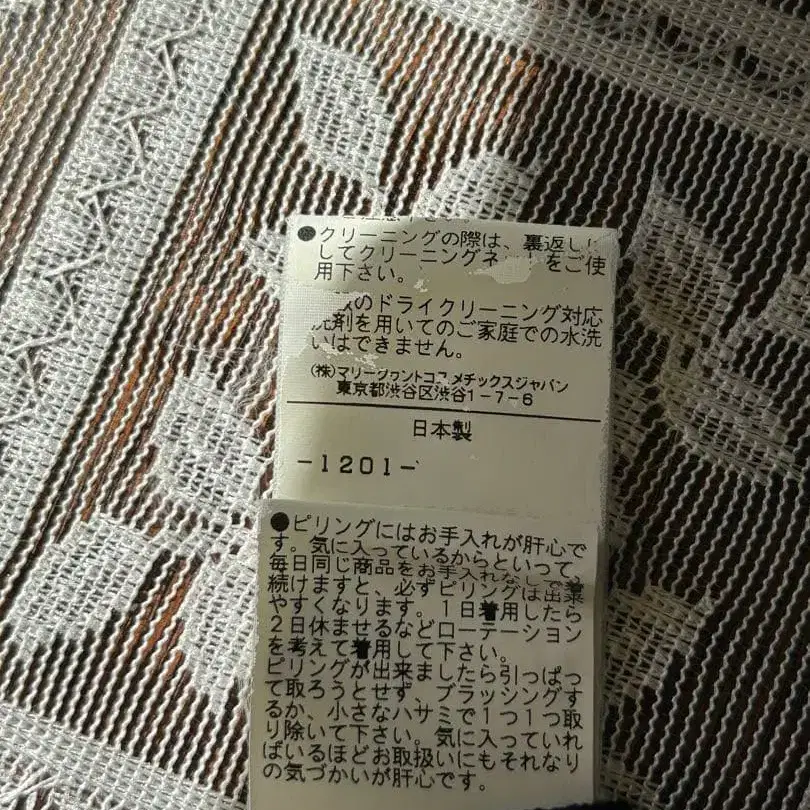 ●クリーニングの際は、裏返しに
してクリーニングネ トをご使
用下さい。
のドライクリーニング対応
洗剤を用いてのご家庭での水洗
いはできません。
(株)マリークヮントコスメチックスジャパン
東京都渋谷区渋谷1-7-6
日本製
-1201-
●ピリングにはお手入れが肝心で
す。気に入っているからといって、
毎日同じ商品をお手入れなしで着
続けますと、必ずピリングは出来
やすくなります。1日着用したら
2日休ませるなどローテーション
を考えて着用して下さい。
ピリングが出来ましたら引っぱっ
て取ろうとせず、ブラッシングす
るか、小さなハサミで1つ1つ取
り除いて下さい。気に入っていれ
ばいるほどお取扱いにもそれなり
の気づかいが肝心です。